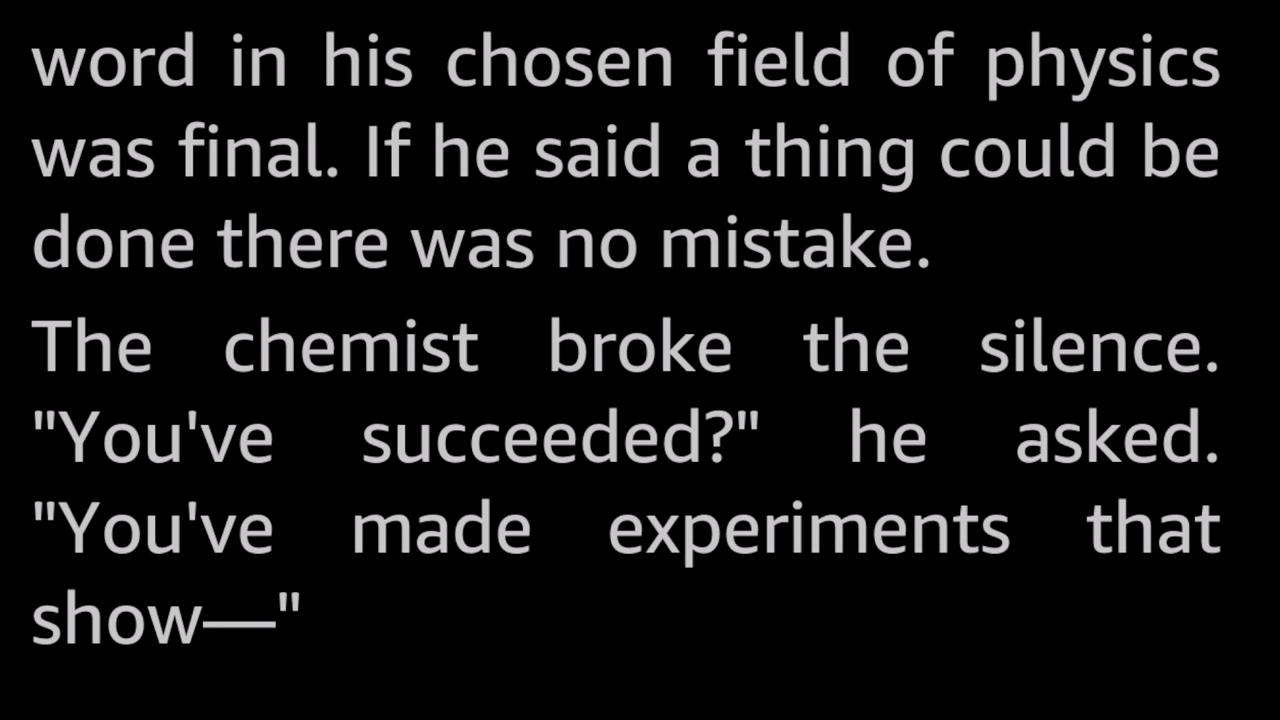 word in his chosen field of physics
was final. If he said a thing could be
done there was no mistake.
The chemist broke the silence.
"You've succeeded?" he asked.
"You've made experiments that
show—"